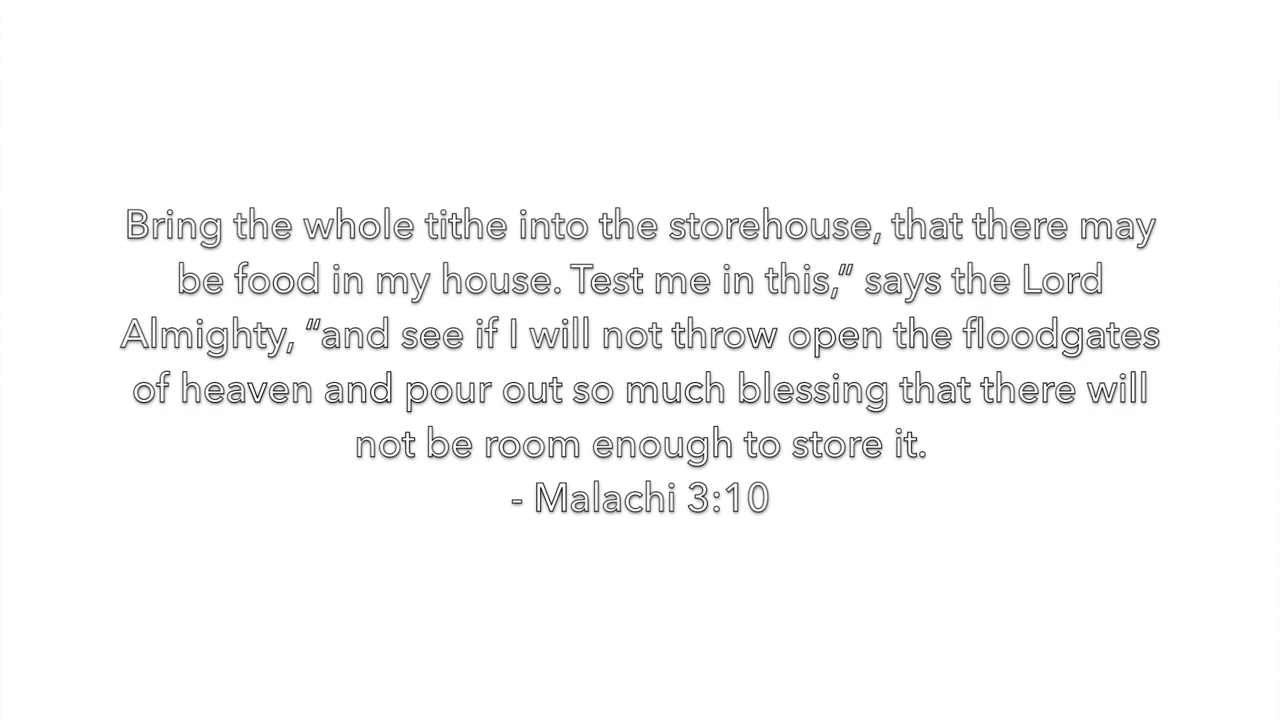 Bring the whole tithe into the storehouse, that there may
be food in my house. Test me in this,” says the Lord
Almighty, “and see if I will not throw open the floodgates
of heaven and pour out so much blessing that there will
not be room enough to store it.
- Malachi 3:10